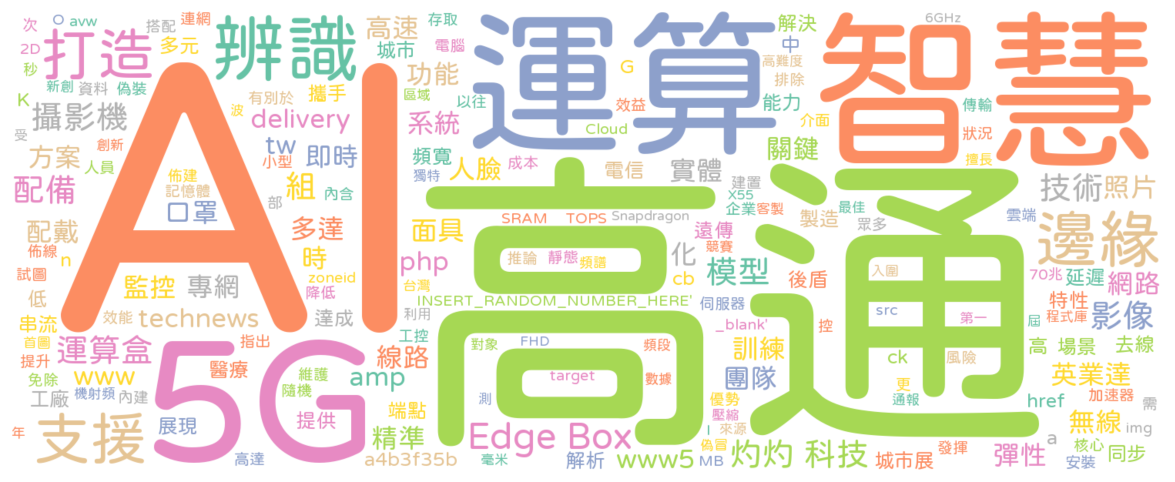 次
avw
搭配
連網
存取
高速
6GHz
解決
2D
打造
多元
辨識
城市
電腦
運算
中
智慧
秒
高難度
新創
資料
偽裝
功能
G
排除
K
有別於
攜手
區域
以往
效益
能力
傳輸
攝影機
波
delivery
系統
介面
受
創新
tw
Cloud
狀況
方案
小型
即時
頻寬
人臉
成本
電信
關鍵
擅長
人員
獨特
實體
配備
佈建
記憶體
組
內含
建置
技術
照片
部
口罩
X55
企業
客製
最佳
雲端
配戴
多達
面具
SRAM
TOPS
Snapdragon
遠傳
製造
眾多
邊緣
佈線
n
AI
時
推論
靜態
頻譜
化
競賽
高通
試圖
監控
專網
zoneid
php
台灣
cb
模型
後盾
入圍
70兆
延遲
網路
低
降低
INSERT_RANDOM_NUMBER_HERE'
伺服器
特性
程式庫
串流
效能
technews
達成
利用
_blank'
控
src
第一
屆
影像
首圖
指出
工控
對象
FHD
頻段
訓練
提升
運算盒
5G
線路
ck
風險
高
場景
去線
免除
www
醫療
維護
amp
target
數據
團隊
更
英業達
工廠
機射頻
內建
隨機
測
優勢
通報
href
加速器
需
支援
展現
提供
端點
壓縮
無線
img
年
精準
Edge Box
I
來源
偽冒
發揮
a
核心
高達
a4b3f35b
毫米
解析
www5
MB
灼灼
科技
城市展
彈性
安裝
同步